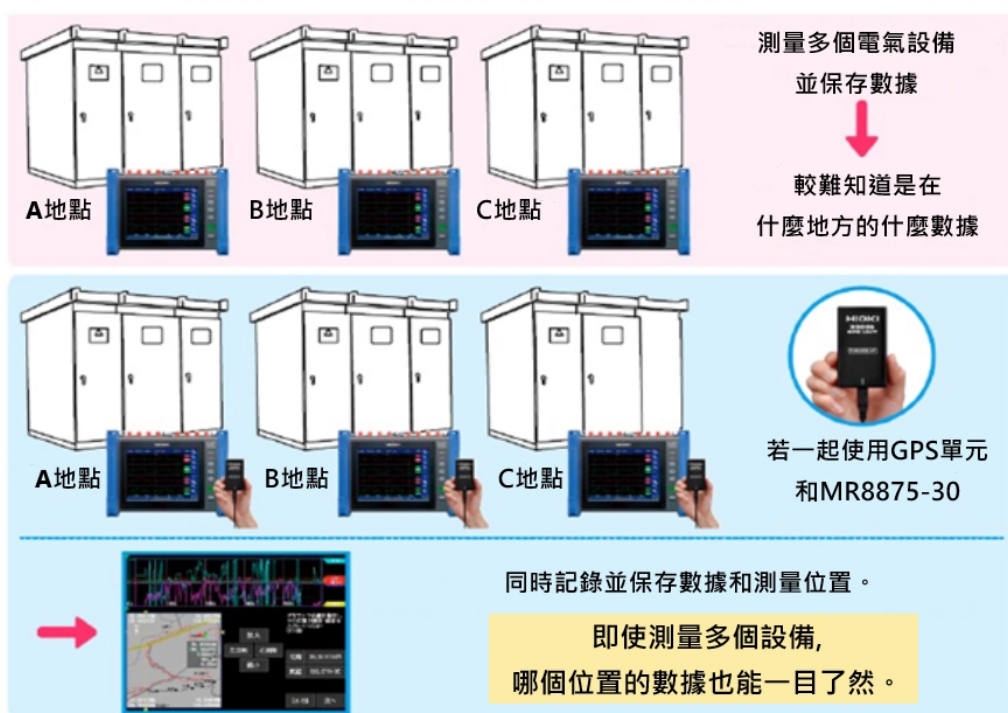 測量多個電氣設備
並保存數據
較難知道是在
什麼地方的什麼數據
A地點
B地點
C地點
HIOKI
若一起使用GPS單元
和MR8875-30
A地點
B地點
C地點
同時記錄並保存數據和測量位置。
即使測量多個設備,
哪個位置的數據也能一目了然。